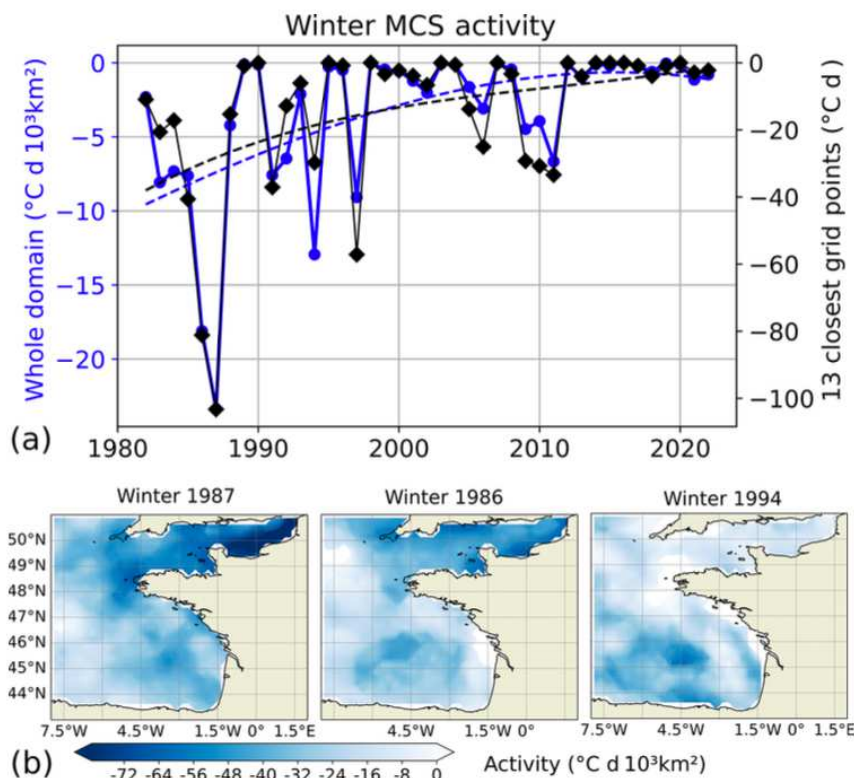 Winter MCS activity
Whole domain (°C d 10³km²)
0
−5
−10
−15
−20
0
−20
−40
−60
−80
−100
13 closest grid points (°C d )
(a)
1980 1990 2000 2010 2020
Winter 1987 Winter 1986 Winter 1994
50°N
49°N
48°N
47°N
46°N
45°N
44°N
7.5°W 4.5°W 1.5°W 0° 1.5°E 4.5°W 1.5°W 0° 7.5°W 4.5°W 1.5°W 0° 1.5°E
(b)
-72 -64 -56 -48 -40 -32 -24 -16 -8 0
Activity (°C d 10³km²)